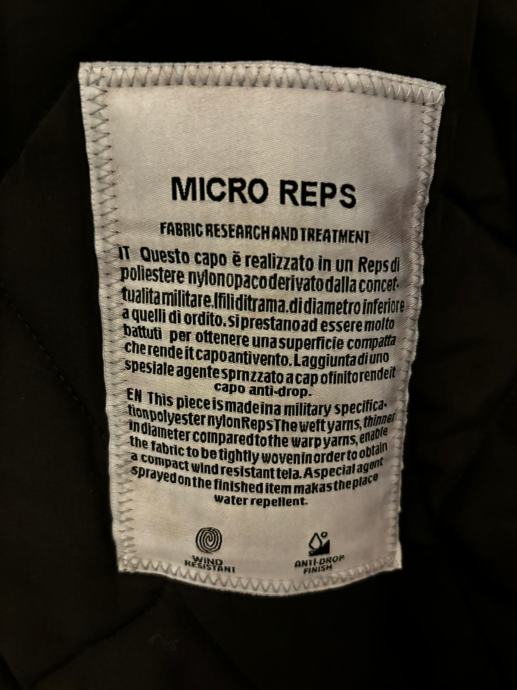 MICRO REPS
FABRIC RESEARCH AND TREATMENT
IT Questo capo ē realizzato in un Reps di
poliestere nylonopaco derivato dalla concet-
tualita militare. Ifili di trama. di diametro inferiore
a quelli di ordito. si prestano ad essere molto
battuti per ottenere una superficie compatta
che rende it capo antivento. Laggiunta di uno
spesiale agente sprnzzato a cap ofinito rende it
capo anti-drop.
EN This piece is made in a military specifica-
tion polyester nylon Reps The weft yarns, thinner
in diameter compared to the warp yarns, enable
the fabric to be tightly woven in order to obtain
a compact wind resistant tela. A special agent
sprayed on the finished item makas the place
water repellent.
WIND
RESISTANT
ANTI-DROP
FINISH